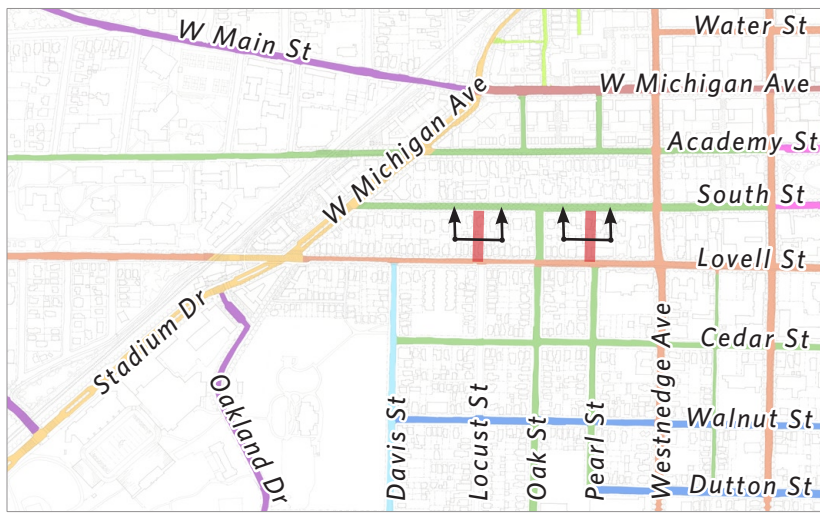 Water St
W Main St
W Michigan Ave
W Michigan Ave
Academy St
South St
Lovell St
Stadium Dr
Cedar St
Oakland Dr
Davis St
Locust St
Oak St
Pearl St
Westnedge Ave
Walnut St
Dutton St